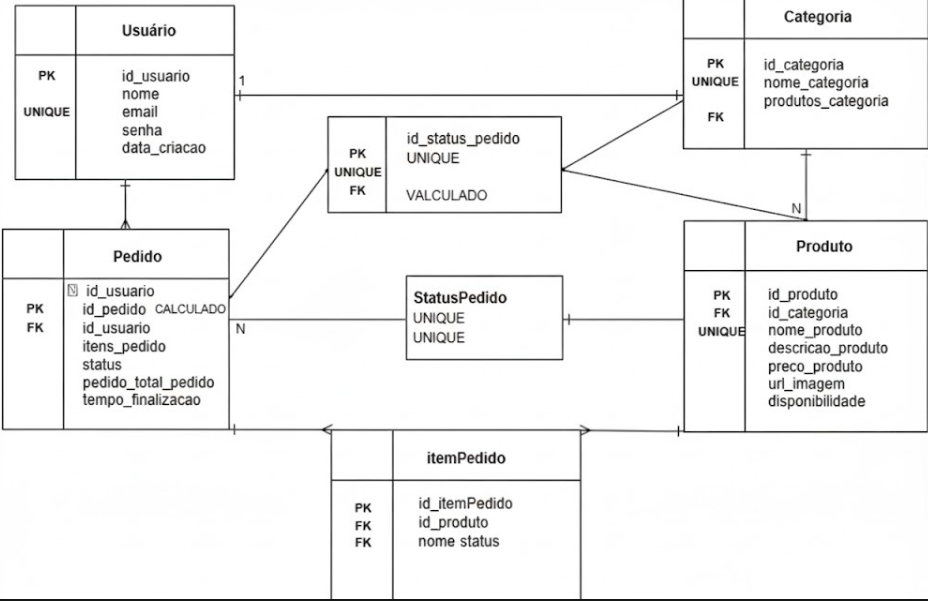 Usuário
PK id_usuario
nome
UNIQUE email
senha
data_criacao
1
Categoria
PK id_categoria
UNIQUE nome_categoria
produtos_categoria
FK
PK id_status_pedido
UNIQUE UNIQUE
FK VALCULADO
N
Pedido
N id_usuario
PK id_pedido CALCULADO
FK id_usuario
itens_pedido
status
pedido_total_pedido
tempo_finalizacao
N
StatusPedido
UNIQUE
UNIQUE
Produto
PK id_produto
FK id_categoria
UNIQUE nome_produto
descricao_produto
preco_produto
url_imagem
disponibilidade
itemPedido
PK id_itemPedido
FK id_produto
FK nome status